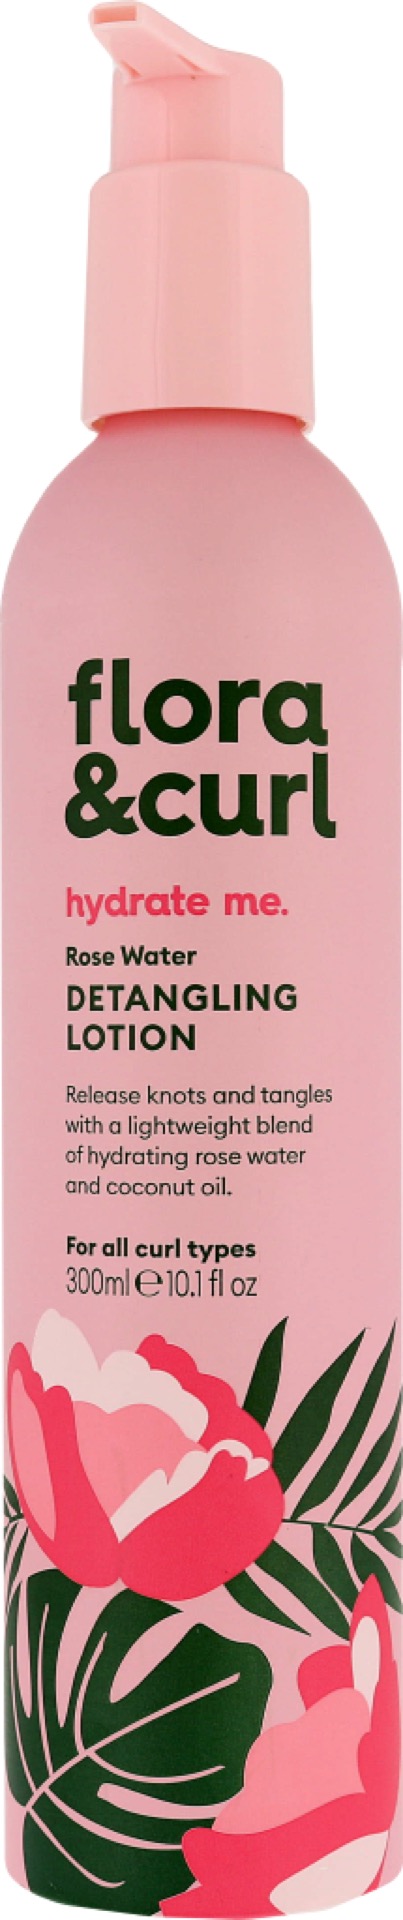 flora
&curl
hydrate me.
Rose Water
DETANGLING
LOTION
Release knots and tangles
with a lightweight blend
of hydrating rose water
and coconut oil.
For all curl types
300ml℮10.1 fl oz